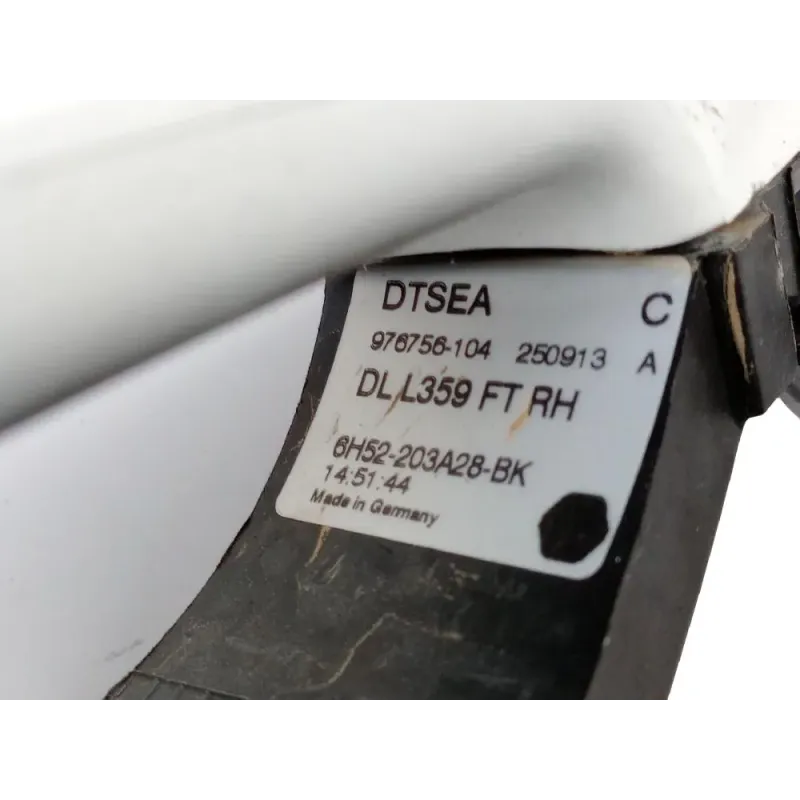 DTSEA C
976756-104 250913 A
DL L359 FT RH
6H52-203A28-BK
14:51:44
Made in Germany